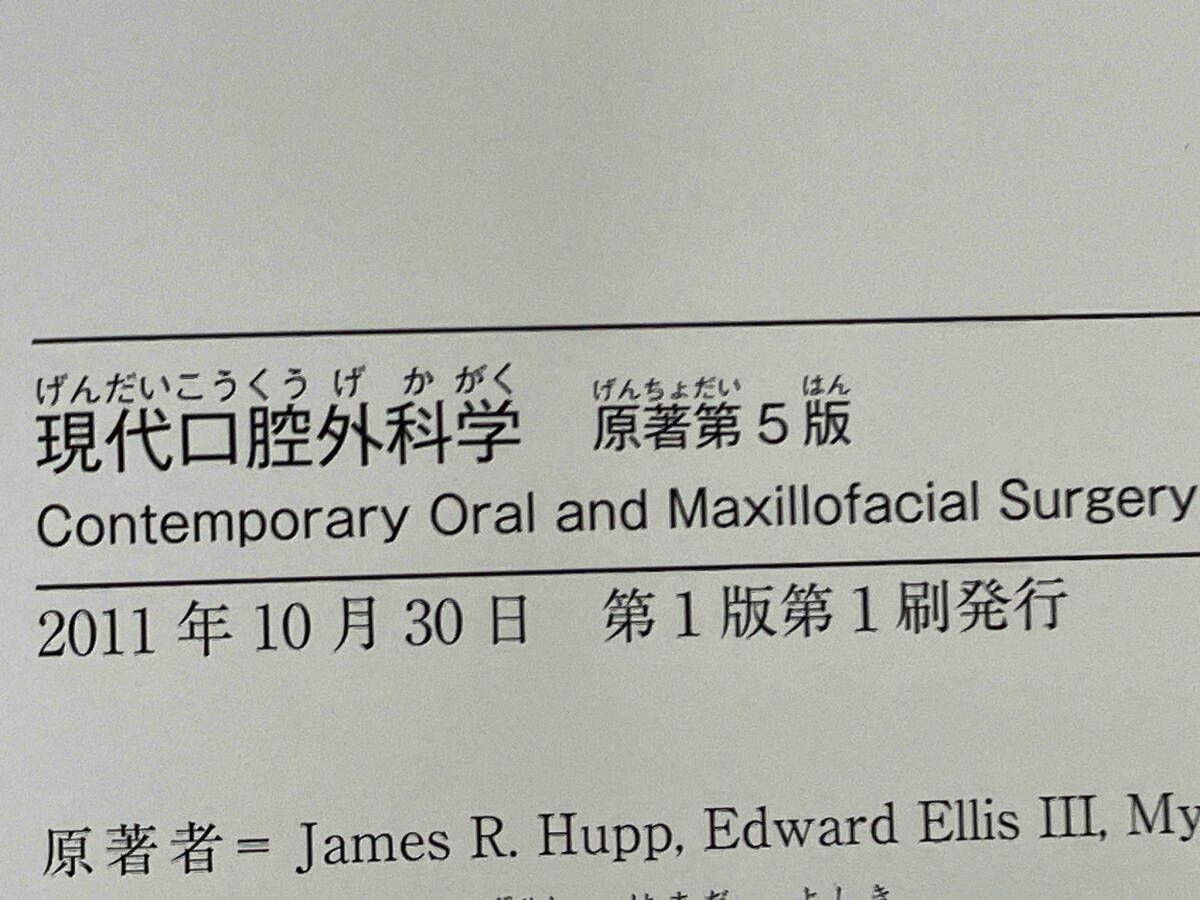 げんだいこうくうげかがく げんちょだい はん
現代口腔外科学 原著第5版
Contemporary Oral and Maxillofacial Surgery
2011年10月30日 第1版第1刷発行
原著者= James R. Hupp, Edward Ellis III, My